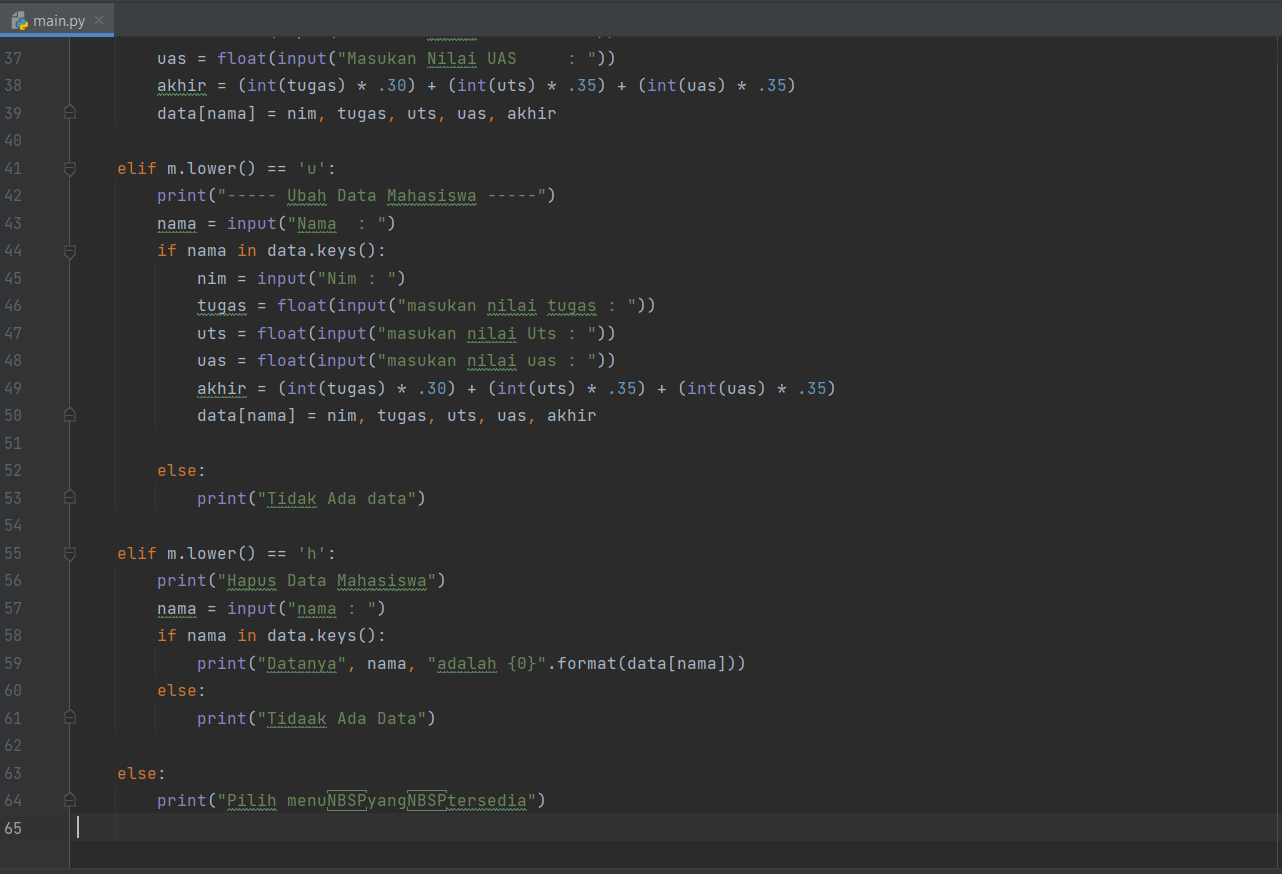 main.py
37 uas = float(input("Masukan Nilai UAS     : "))
38 akhir = (int(tugas) * .30) + (int(uts) * .35) + (int(uas) * .35)
39 data[nama] = nim, tugas, uts, uas, akhir
40
41 elif m.lower() == 'u':
42 print("----- Ubah Data Mahasiswa -----")
43 nama = input("Nama  : ")
44 if nama in data.keys():
45 nim = input("Nim : ")
46 tugas = float(input("masukan nilai tugas : "))
47 uts = float(input("masukan nilai Uts : "))
48 uas = float(input("masukan nilai uas : "))
49 akhir = (int(tugas) * .30) + (int(uts) * .35) + (int(uas) * .35)
50 data[nama] = nim, tugas, uts, uas, akhir
51
52 else:
53 print("Tidak Ada data")
54
55 elif m.lower() == 'h':
56 print("Hapus Data Mahasiswa")
57 nama = input("nama : ")
58 if nama in data.keys():
59 print("Datanya", nama, "adalah {0}".format(data[nama]))
60 else:
61 print("Tidaak Ada Data")
62
63 else:
64 print("Pilih menuNBSPyangNBSPtersedia")
65